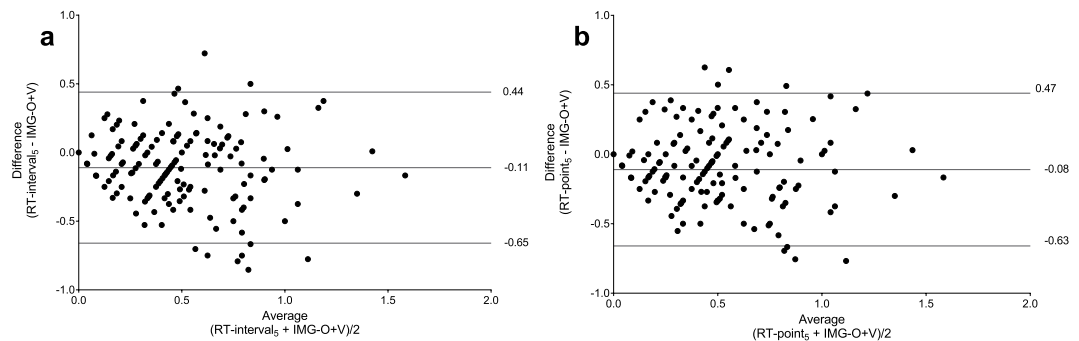 a
1.0
0.5
0.0
-0.5
-1.0
Difference
(RT-interval5 - IMG-O+V)
0.44
-0.11
-0.65
0.0
0.5
1.0
1.5
2.0
Average
(RT-interval5 + IMG-O+V)/2
b
1.0
0.5
0.0
-0.5
-1.0
Difference
(RT-point5 - IMG-O+V)
0.47
-0.08
-0.63
0.0
0.5
1.0
1.5
2.0
Average
(RT-point5 + IMG-O+V)/2